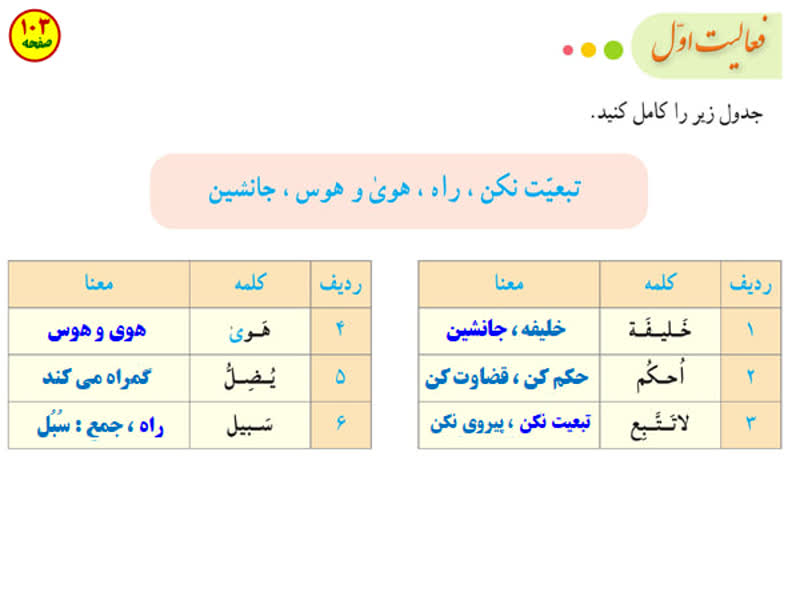 ۱۰۳
صفحه
فعالیت اوّل
جدول زیر را کامل کنید.
تبعیّت نکن ، راه ، هویٰ و هوس ، جانشین
ردیف کلمه معنا
۱ خَـلیـفَـة خلیفه ، جانشین
۲ اُحـکُم حکم کن ، قضاوت کن
۳ لاتَـتَّـبِع تبعیت نکن ، پیروی نکن
ردیف کلمه معنا
۴ هَـویٰ هوی و هوس
۵ یُـضِـلُّ گمراه می کند
۶ سَـبیل راه ، جمع : سُبُل